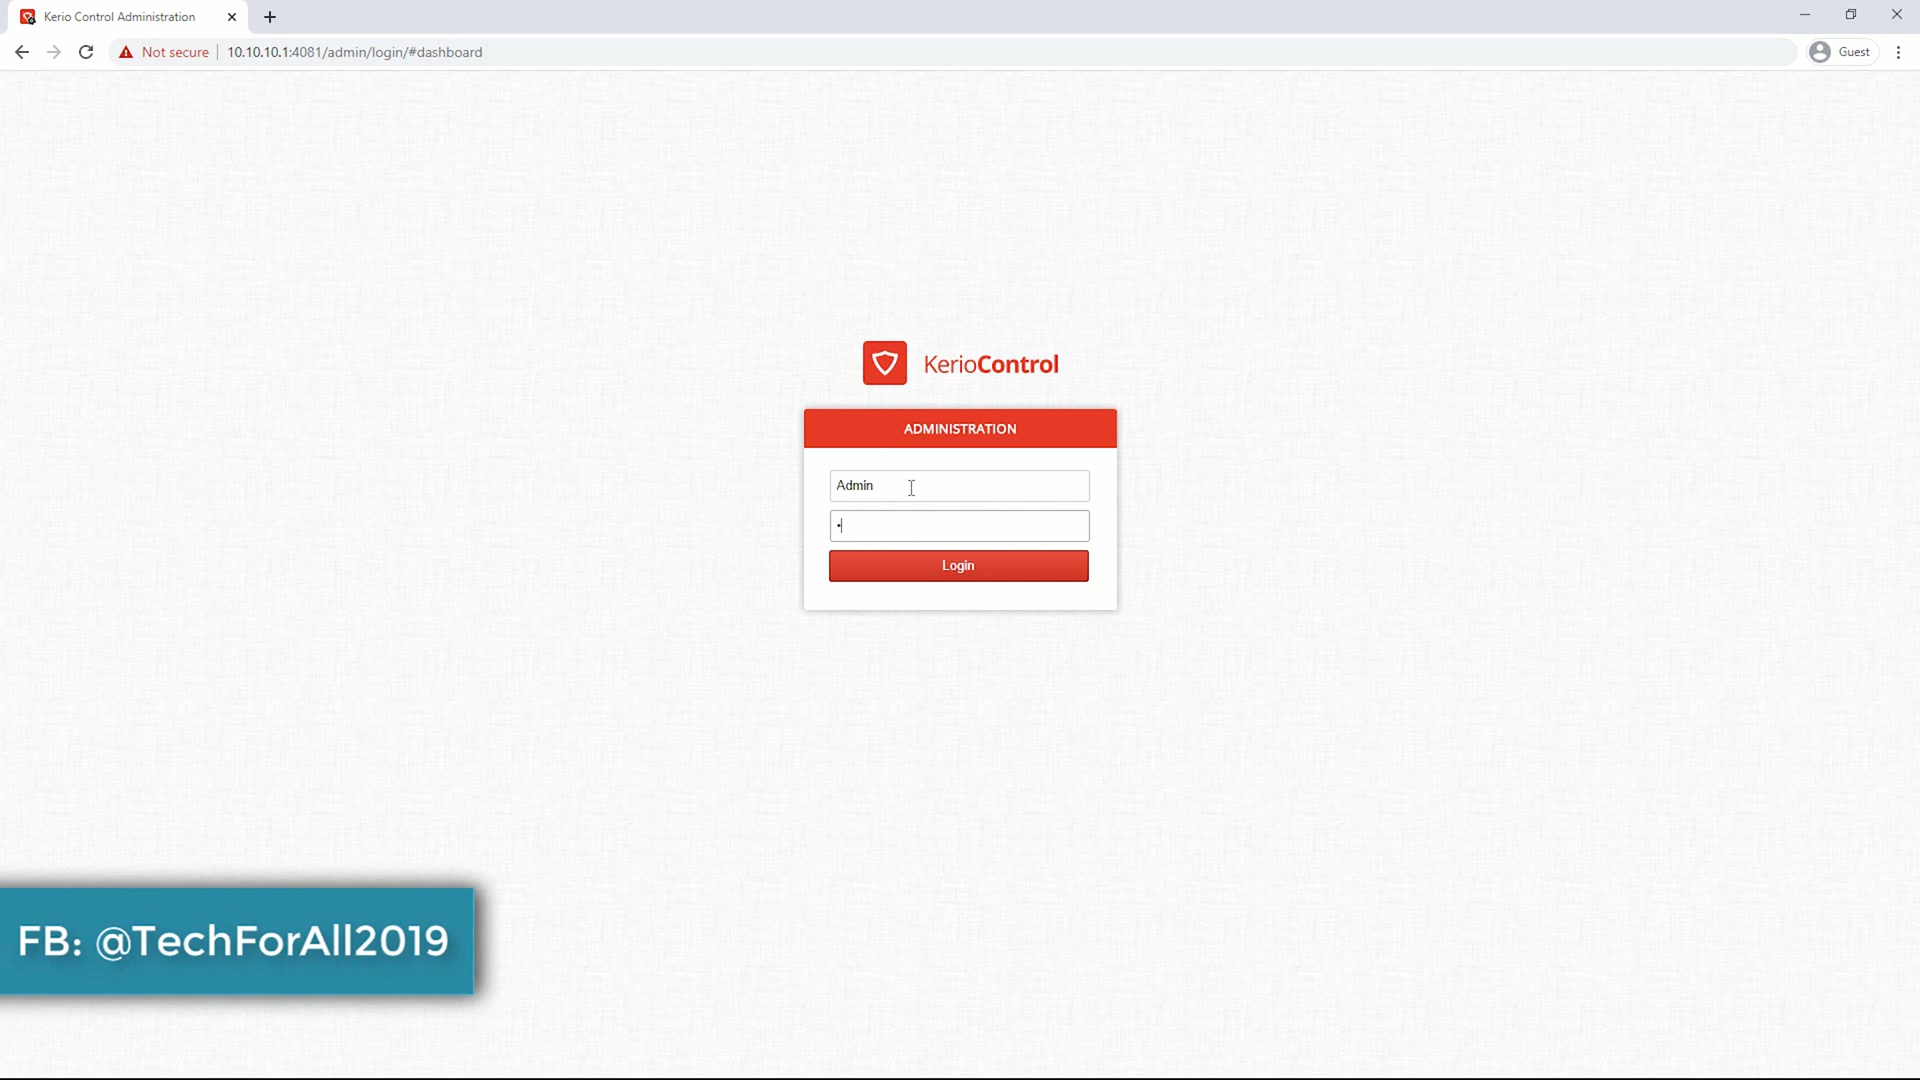 Kerio Control Administration
Not secure
10.10.10.1:4081/admin/login/#dashboard
Guest
KerioControl
ADMINISTRATION
Admin
Login
FB: @TechForAll2019